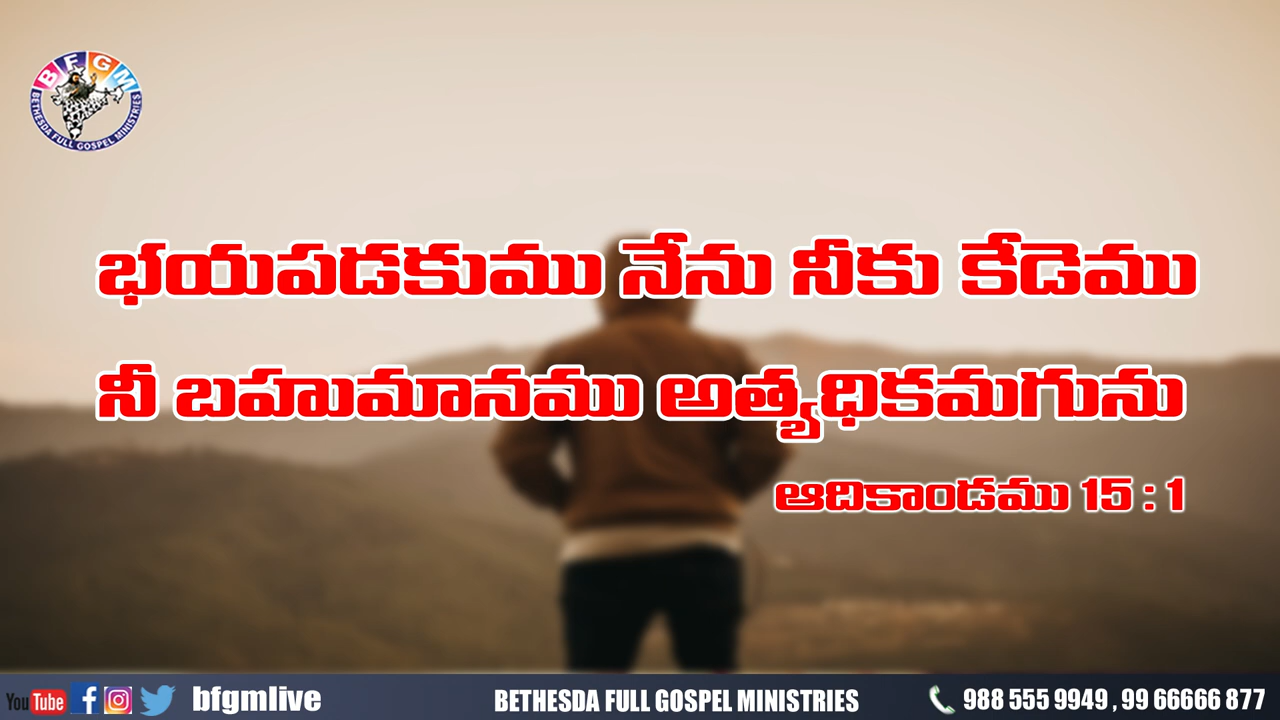 BFGM
BETHESDA FULL GOSPEL MINISTRIES
భయపడకుము నేను నీకు కేడెము
నీ బహుమానము అత్యధికమగును
ఆదికాండము 15 : 1
YouTube bfgmlive
BETHESDA FULL GOSPEL MINISTRIES
988 555 9949 , 99 66666 877